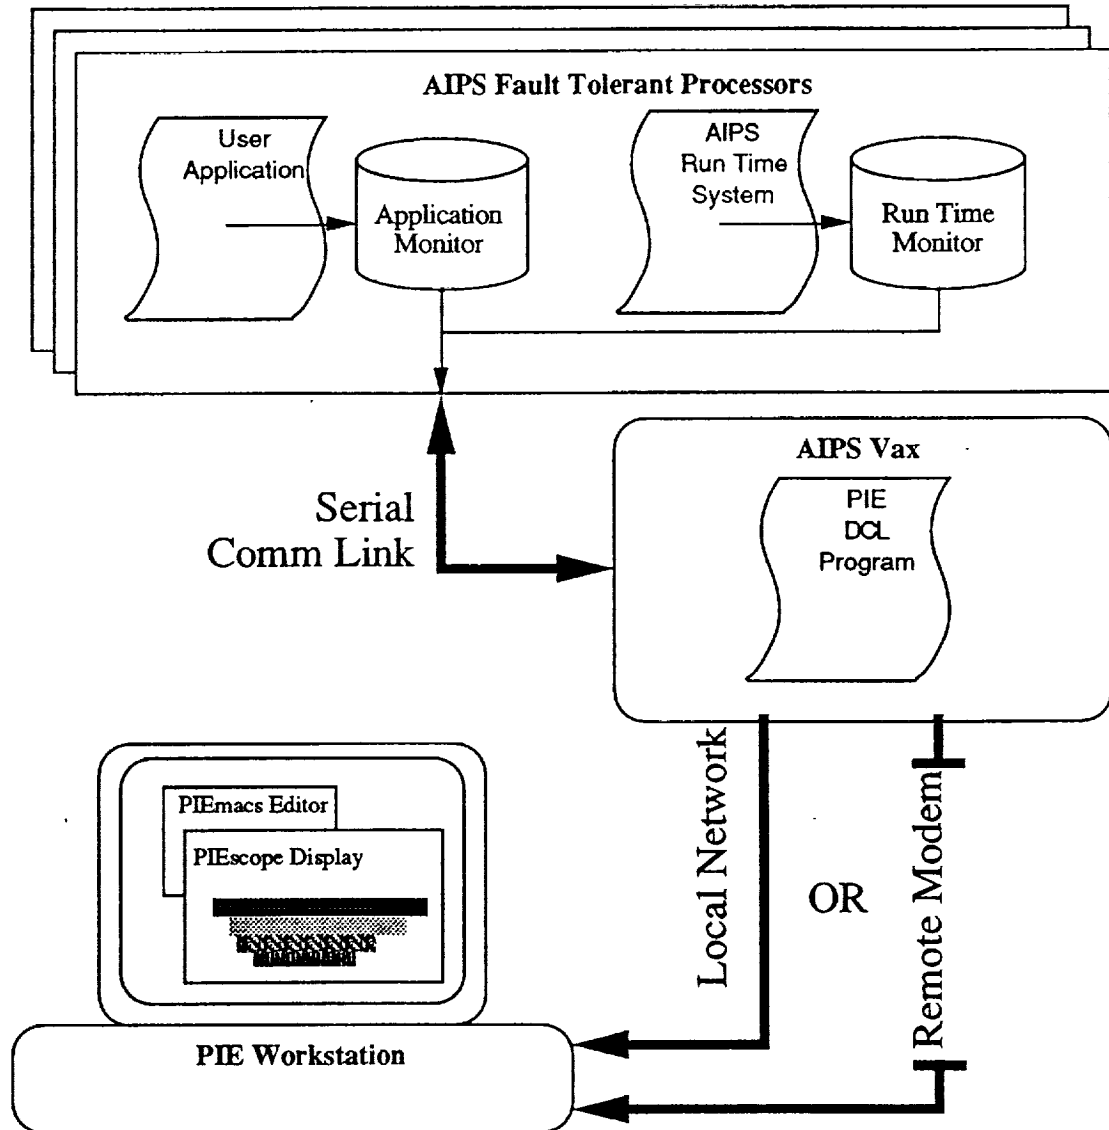 AIPS Fault Tolerant Processors
User
Application
Application
Monitor
AIPS
Run Time
System
Run Time
Monitor
Serial
Comm Link
AIPS Vax
PIE
DCL
Program
Local Network
OR
Remote Modem
PIEmacs Editor
PIEscope Display
PIE Workstation